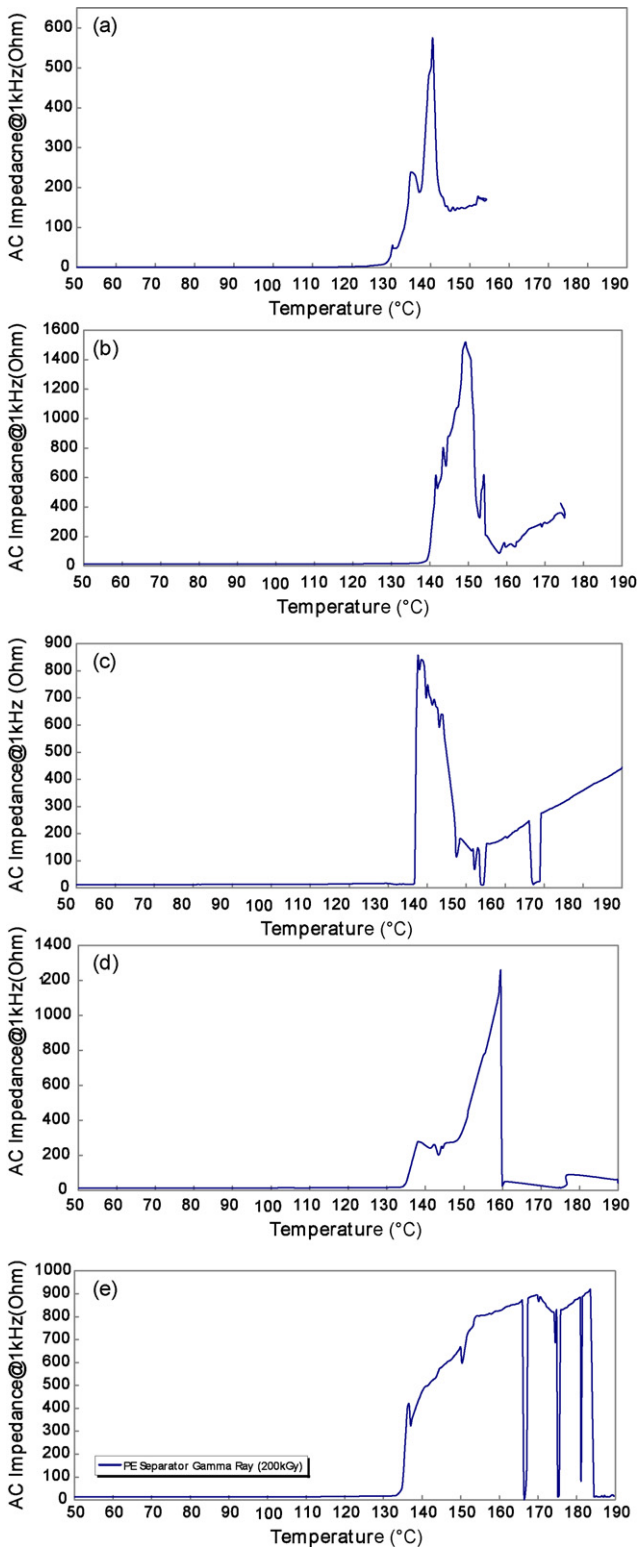 (a)
AC Impedacne@1kHz(Ohm)
600
500
400
300
200
100
0
50 60 70 80 90 100 110 120 130 140 150 160 170 180 190
Temperature (°C)
(b)
AC Impedacne@1kHz(Ohm)
1600
1400
1200
1000
800
600
400
200
0
50 60 70 80 90 100 110 120 130 140 150 160 170 180 190
Temperature (°C)
(c)
AC Impedance@1kHz (Ohm)
900
800
700
600
500
400
300
200
100
0
50 60 70 80 90 100 110 120 130 140 150 160 170 180 190
Temperature (°C)
(d)
AC Impedance@1kHz(Ohm)
1400
1200
1000
800
600
400
200
0
50 60 70 80 90 100 110 120 130 140 150 160 170 180 190
Temperature (°C)
(e)
AC Impedance@1kHz(Ohm)
1000
900
800
700
600
500
400
300
200
100
0
PE Separator Gamma Ray (200kGy)
50 60 70 80 90 100 110 120 130 140 150 160 170 180 190
Temperature (°C)